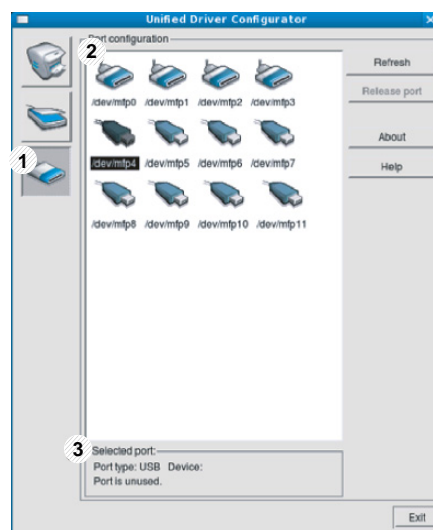 Unified Driver Configurator
Port configuration
2
/dev/mfp0 /dev/mfp1 /dev/mfp2 /dev/mfp3
/dev/mfp4 /dev/mfp5 /dev/mfp6 /dev/mfp7
/dev/mfp8 /dev/mfp9 /dev/mfp10 /dev/mfp11
1
Refresh
Release port
About
Help
3
Selected port:
Port type: USB Device:
Port is unused.
Exit